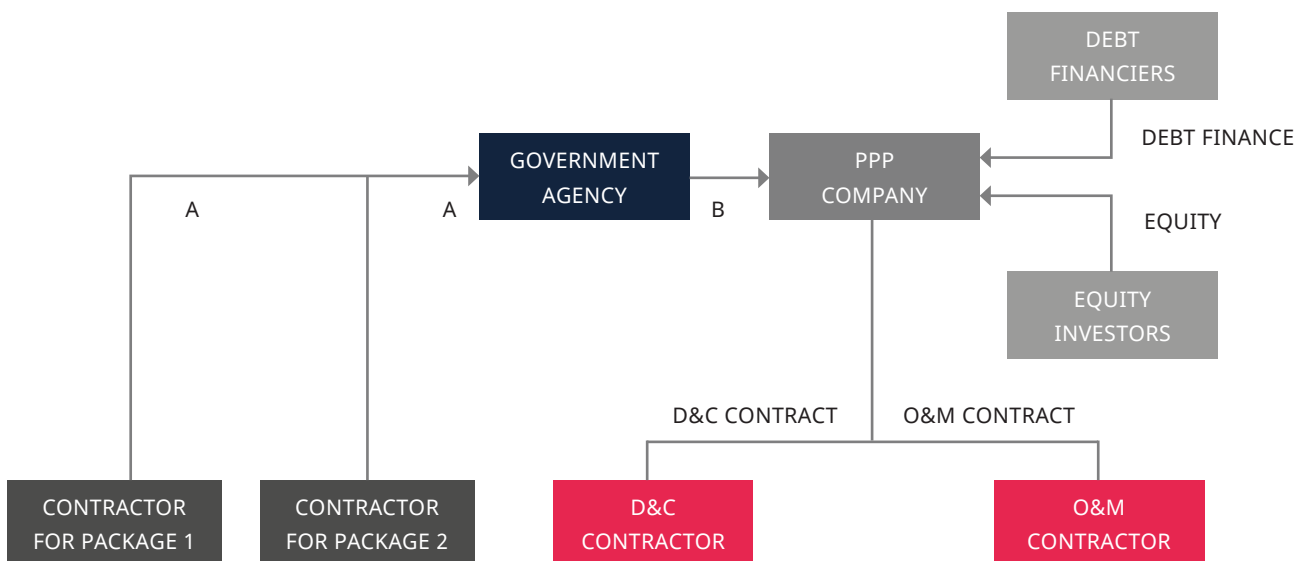 DEBT
FINANCIERS
DEBT FINANCE
GOVERNMENT
AGENCY
PPP
COMPANY
A
A
B
EQUITY
EQUITY
INVESTORS
D&C CONTRACT
O&M CONTRACT
CONTRACTOR
FOR PACKAGE 1
CONTRACTOR
FOR PACKAGE 2
D&C
CONTRACTOR
O&M
CONTRACTOR